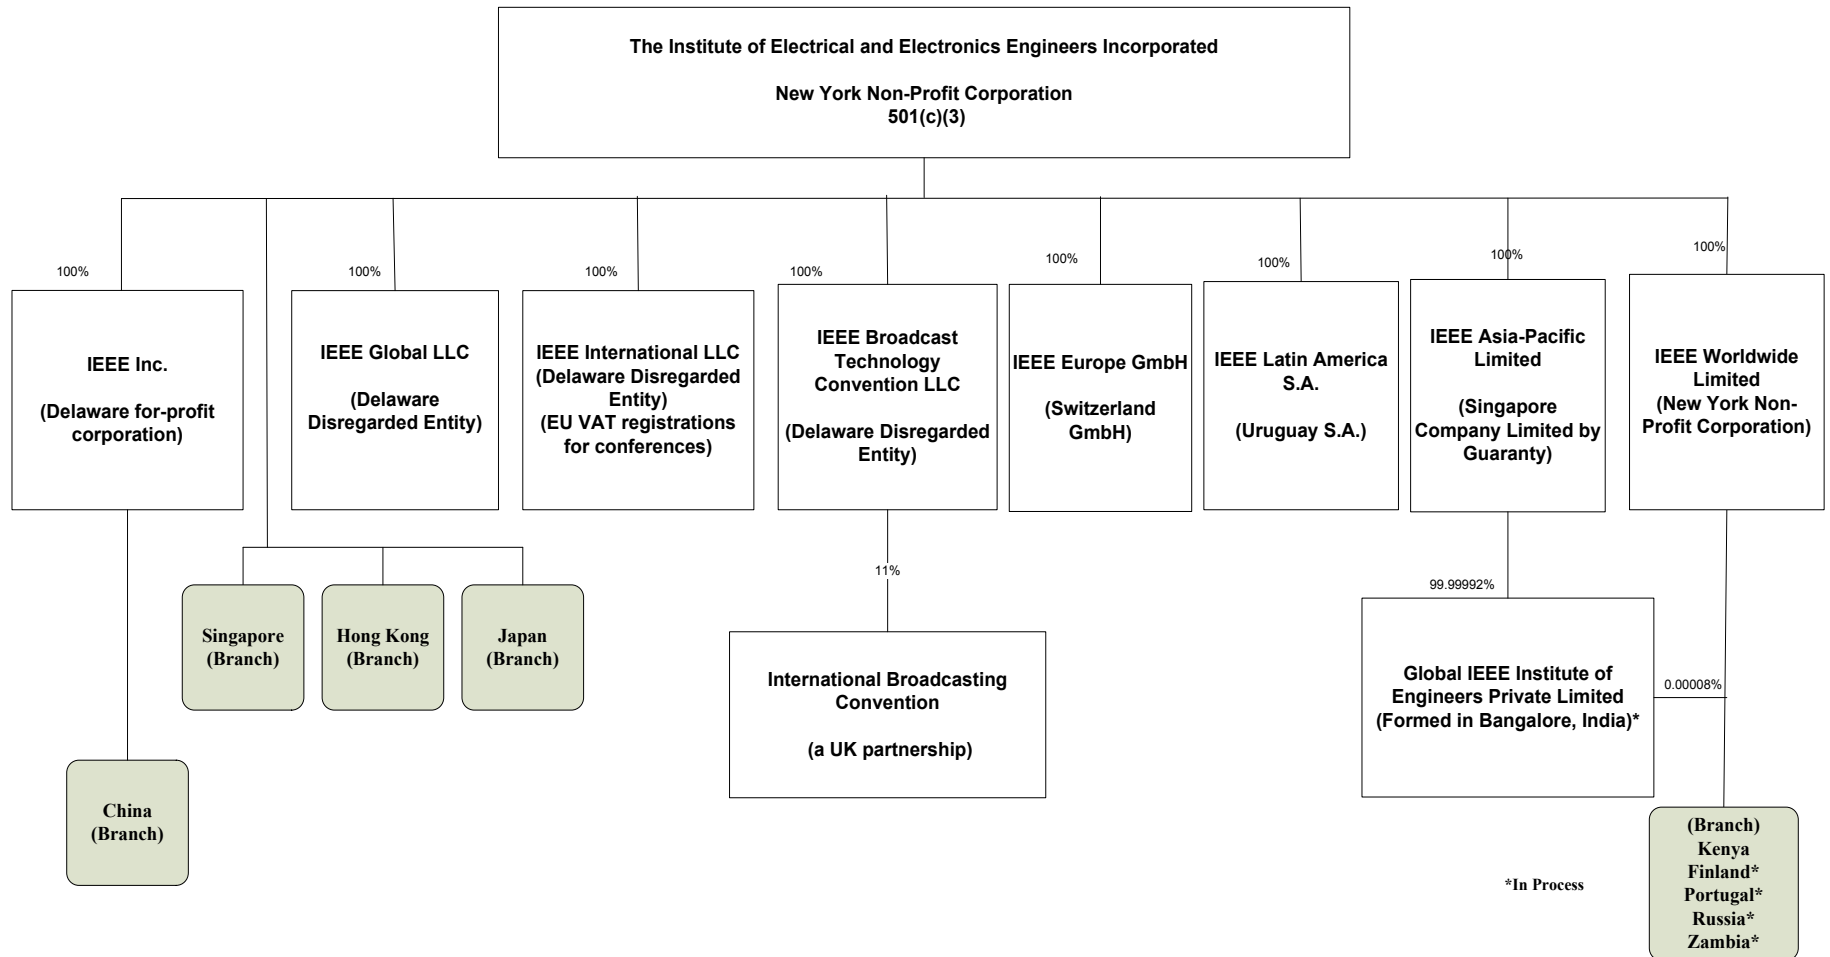 The Institute of Electrical and Electronics Engineers Incorporated
New York Non-Profit Corporation
501(c)(3)
100%
100%
100%
100%
100%
100%
100%
100%
IEEE Inc.
(Delaware for-profit
corporation)
IEEE Global LLC
(Delaware
Disregarded Entity)
IEEE International LLC
(Delaware Disregarded
Entity)
(EU VAT registrations
for conferences)
IEEE Broadcast
Technology
Convention LLC
(Delaware Disregarded
Entity)
IEEE Europe GmbH
(Switzerland
GmbH)
IEEE Latin America
S.A.
(Uruguay S.A.)
IEEE Asia-Pacific
Limited
(Singapore
Company Limited by
Guaranty)
IEEE Worldwide
Limited
(New York Non-
Profit Corporation)
11%
99.99992%
Singapore
(Branch)
Hong Kong
(Branch)
Japan
(Branch)
International Broadcasting
Convention
(a UK partnership)
Global IEEE Institute of
Engineers Private Limited
(Formed in Bangalore, India)*
0.00008%
China
(Branch)
(Branch)
Kenya
Finland*
Portugal*
Russia*
Zambia*
*In Process